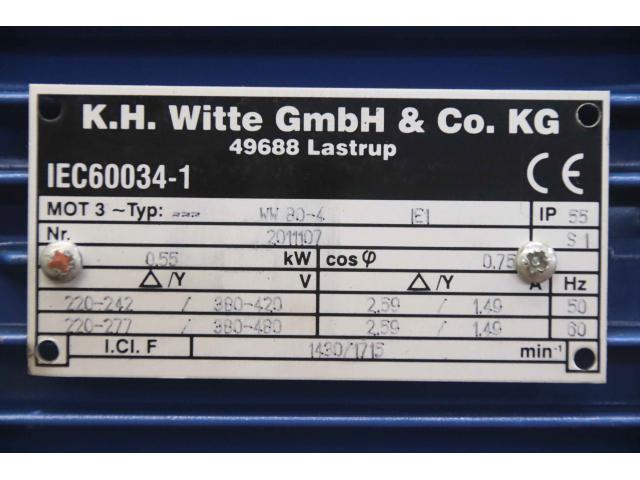 K.H. Witte GmbH & Co. KG
49688 Lastrup
IEC60034-1
CE
MOT 3 ~Typ: WW 80-4 IE1 IP 55
Nr. 2011107 S 1
0.55 kW cos φ 0.75
△/Y V △/Y A Hz
220-242 / 380-420 2.59 / 1.49 50
220-277 / 380-480 2.59 / 1.49 60
I.Cl. F 1430/1715 min⁻¹